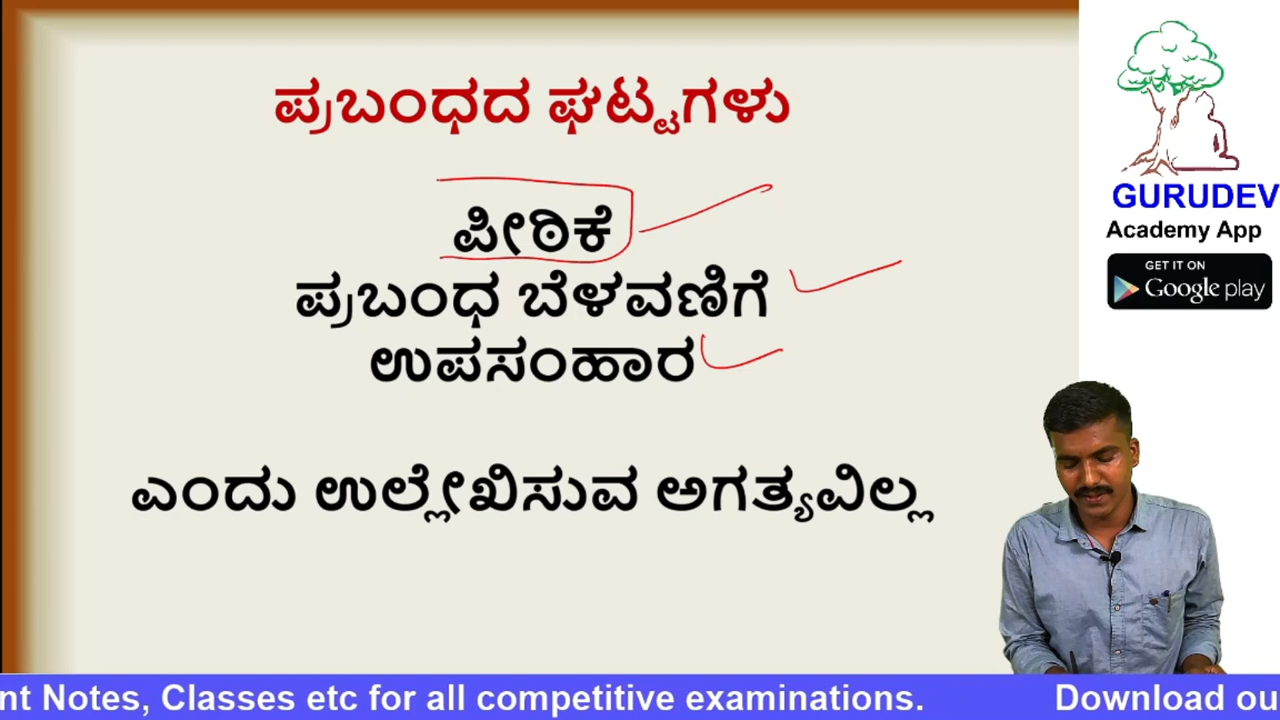 ಪ್ರಬಂಧದ ಘಟ್ಟಗಳು
ಪೀಠಿಕೆ
ಪ್ರಬಂಧ ಬೆಳವಣಿಗೆ
ಉಪಸಂಹಾರ
ಎಂದು ಉಲ್ಲೇಖಿಸುವ ಅಗತ್ಯವಿಲ್ಲ
GURUDEV
Academy App
GET IT ON
Google play
nt Notes, Classes etc for all competitive examinations. Download ou